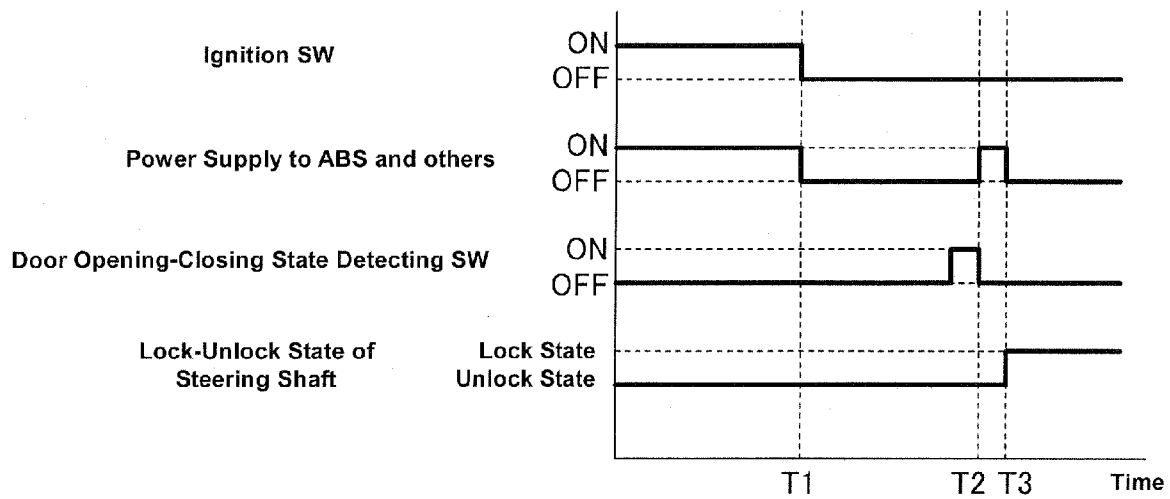 Ignition SW
ON
OFF
Power Supply to ABS and others
ON
OFF
Door Opening-Closing State Detecting SW
ON
OFF
Lock-Unlock State of
Steering Shaft
Lock State
Unlock State
T1
T2
T3
Time